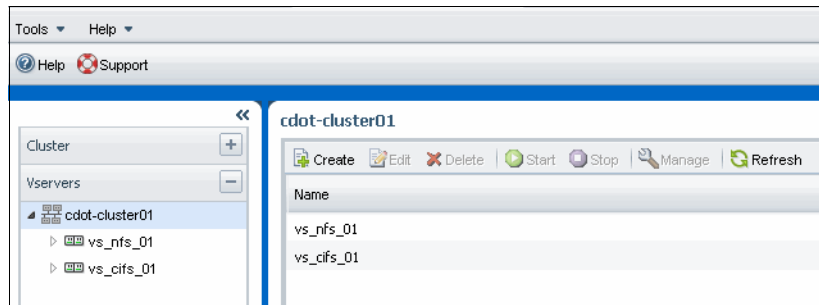 Tools Help
Help Support
cdot-cluster01
Cluster
Create Edit Delete Start Stop Manage Refresh
Vservers
Name
cdot-cluster01
vs_nfs_01
vs_nfs_01
vs_cifs_01
vs_cifs_01